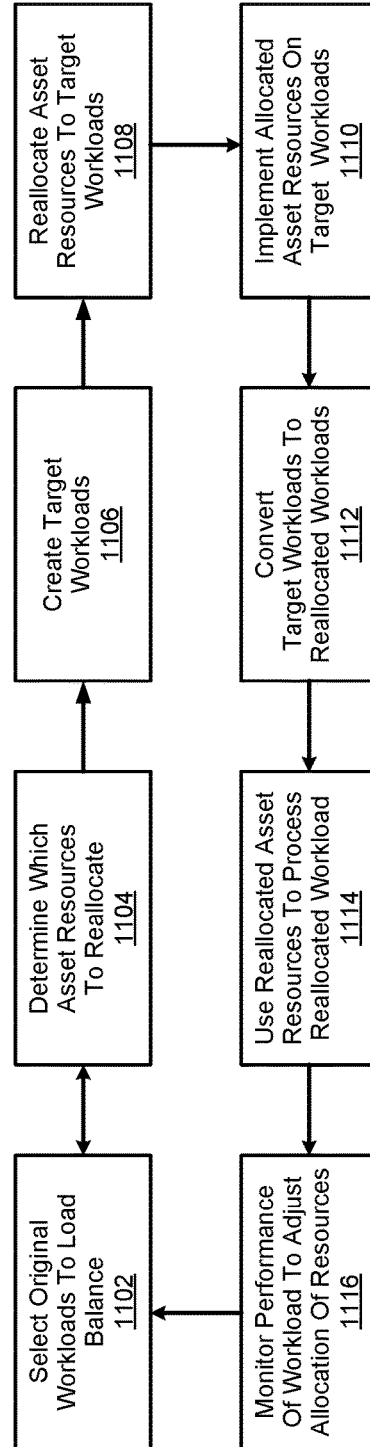 Select Original
Workloads To Load
Balance
1102
Determine Which
Asset Resources
To Reallocate
1104
Create Target
Workloads
1106
Reallocate Asset
Resources To Target
Workloads
1108
Implement Allocated
Asset Resources On
Target Workloads
1110
Convert
Target Workloads To
Reallocated Workloads
1112
Use Reallocated Asset
Resources To Process
Reallocated Workload
1114
Monitor Performance
Of Workload To Adjust
Allocation Of Resources
1116